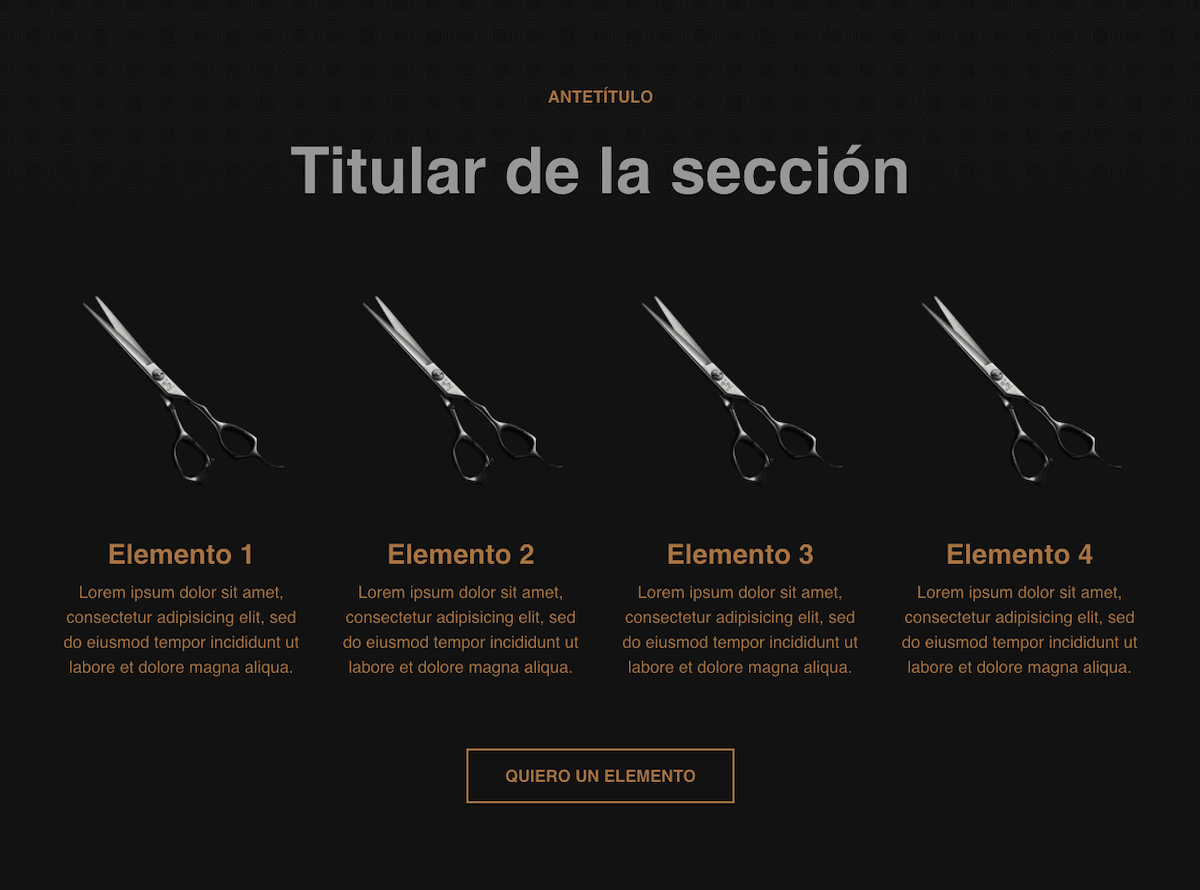 ANTETÍTULO
Titular de la sección
Elemento 1
Lorem ipsum dolor sit amet,
consectetur adipisicing elit, sed
do eiusmod tempor incididunt ut
labore et dolore magna aliqua.
Elemento 2
Lorem ipsum dolor sit amet,
consectetur adipisicing elit, sed
do eiusmod tempor incididunt ut
labore et dolore magna aliqua.
Elemento 3
Lorem ipsum dolor sit amet,
consectetur adipisicing elit, sed
do eiusmod tempor incididunt ut
labore et dolore magna aliqua.
Elemento 4
Lorem ipsum dolor sit amet,
consectetur adipisicing elit, sed
do eiusmod tempor incididunt ut
labore et dolore magna aliqua.
QUIERO UN ELEMENTO